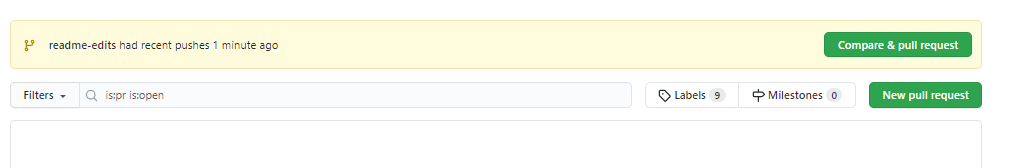 readme-edits had recent pushes 1 minute ago
Compare & pull request
Filters
is:pr is:open
Labels 9
Milestones 0
New pull request